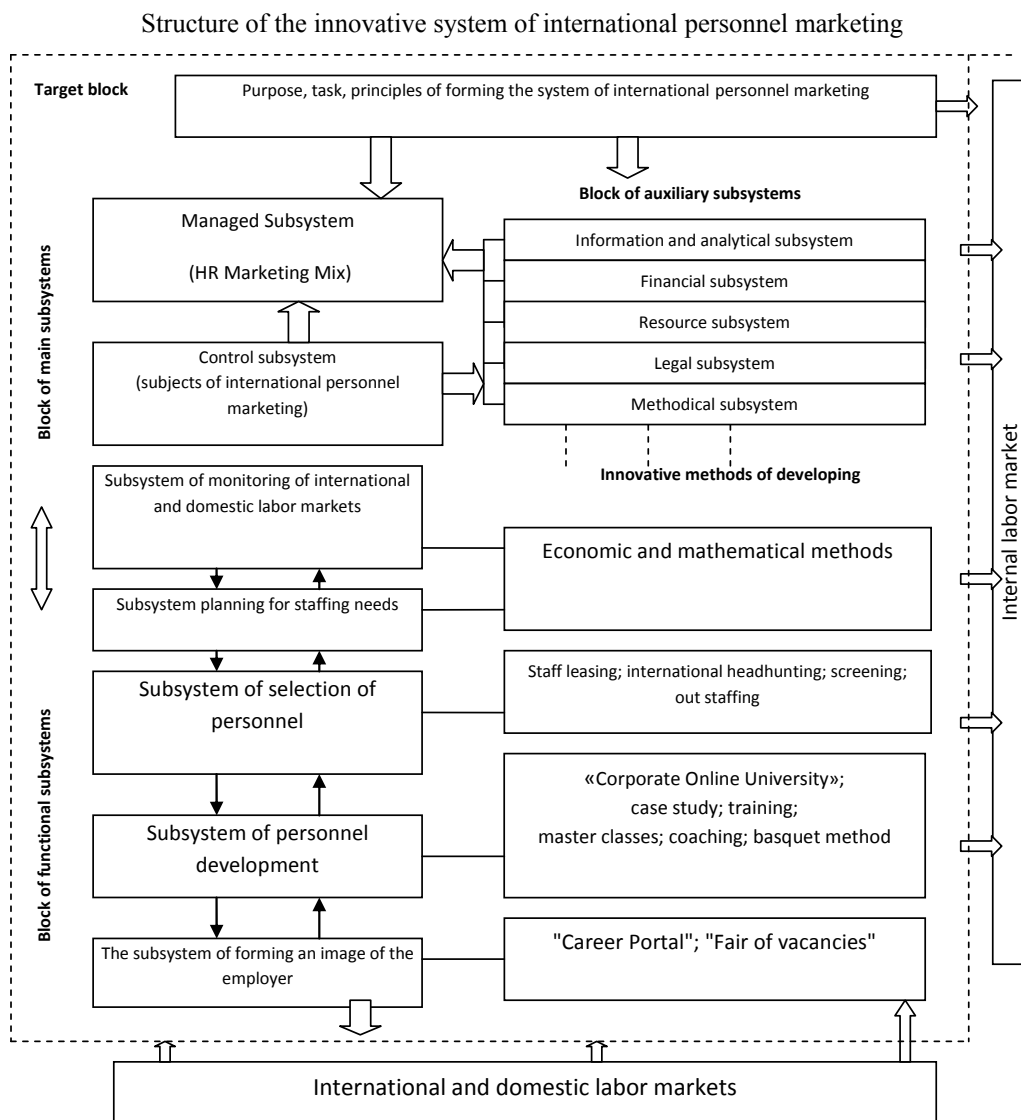 Structure of the innovative system of international personnel marketing
Target block
Purpose, task, principles of forming the system of international personnel marketing
Block of auxiliary subsystems
Block of main subsystems
Managed Subsystem
(HR Marketing Mix)
Information and analytical subsystem
Financial subsystem
Resource subsystem
Legal subsystem
Methodical subsystem
Control subsystem
(subjects of international personnel
marketing)
Innovative methods of developing
Internal labor market
Block of functional subsystems
Subsystem of monitoring of international
and domestic labor markets
Economic and mathematical methods
Subsystem planning for staffing needs
Subsystem of selection of
personnel
Staff leasing; international headhunting; screening;
out staffing
Subsystem of personnel
development
«Corporate Online University»;
case study; training;
master classes; coaching; basquet method
The subsystem of forming an image of the
employer
"Career Portal"; "Fair of vacancies"
International and domestic labor markets